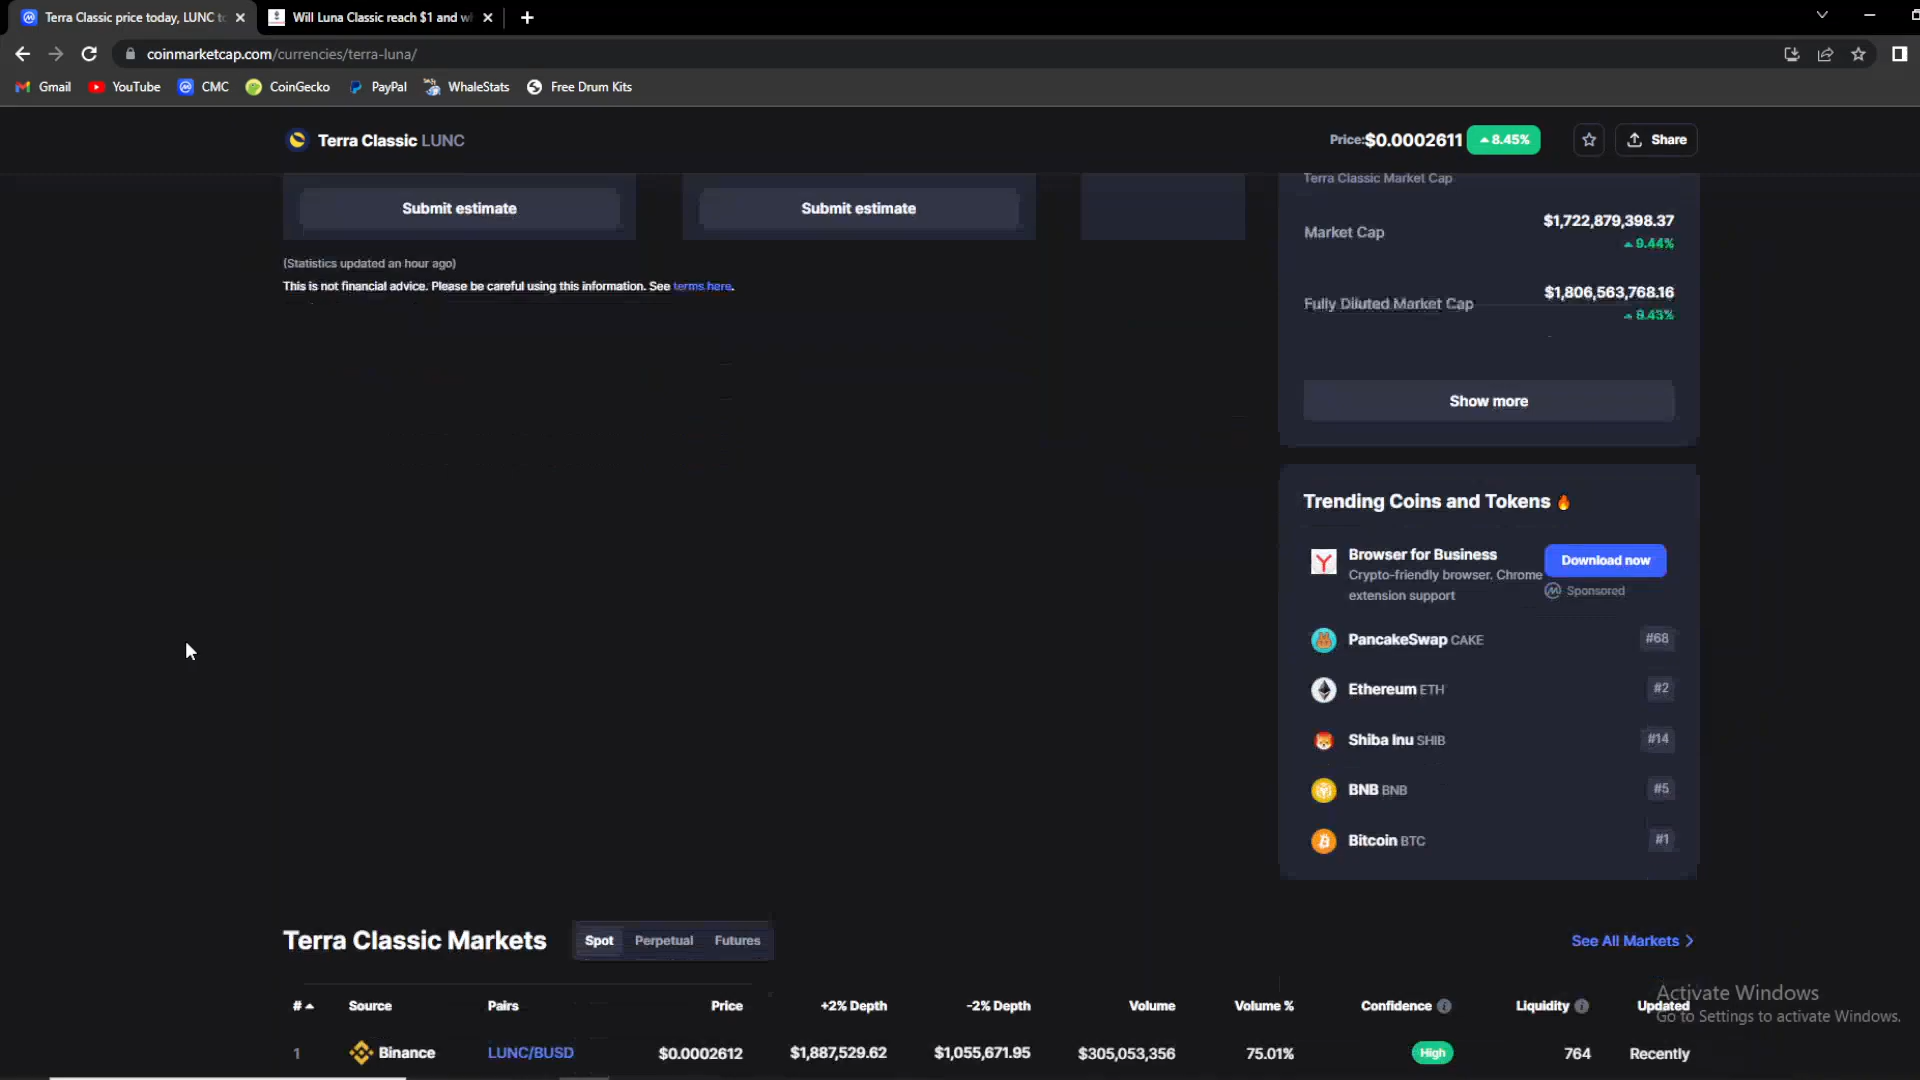 Terra Classic price today, LUNC to
Will Luna Classic reach $1 and w
coinmarketcap.com/currencies/terra-luna/
Gmail
YouTube
CMC
CoinGecko
PayPal
WhaleStats
Free Drum Kits
Terra Classic LUNC
Price:$0.0002611
8.45%
Share
Submit estimate
Submit estimate
(Statistics updated an hour ago)
This is not financial advice. Please be careful using this information. See terms here.
Terra Classic Market Cap
Market Cap
$1,722,879,398.37
9.44%
Fully Diluted Market Cap
$1,806,563,768.16
Show more
Trending Coins and Tokens
Browser for Business
Crypto-friendly browser. Chrome
extension support
Download now
Sponsored
PancakeSwap CAKE
#68
Ethereum ETH
#2
Shiba Inu SHIB
#14
BNB BNB
#5
Bitcoin BTC
#1
Terra Classic Markets
Spot
Perpetual
Futures
See All Markets
# Source Pairs Price +2% Depth -2% Depth Volume Volume % Confidence Liquidity Updated
1 Binance LUNC/BUSD $0.0002612 $1,887,529.62 $1,055,671.95 $305,053,356 75.01% High 764 Recently
Activate Windows
Go to Settings to activate Windows.